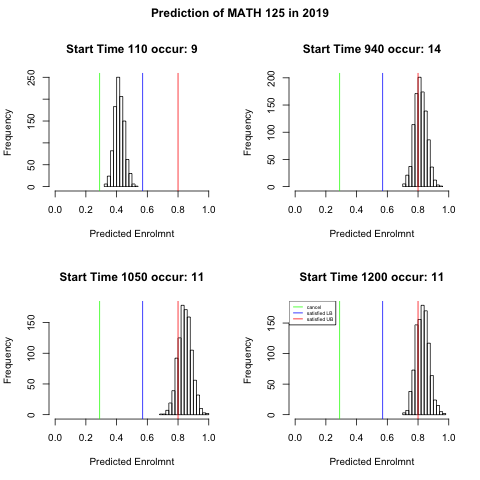 Prediction of MATH 125 in 2019
Start Time 110 occur: 9
Frequency
250
150
50
0
0.0 0.2 0.4 0.6 0.8 1.0
Predicted Enrolmnt
Start Time 940 occur: 14
Frequency
200
150
100
50
0
0.0 0.2 0.4 0.6 0.8 1.0
Predicted Enrolmnt
Start Time 1050 occur: 11
Frequency
150
100
50
0
0.0 0.2 0.4 0.6 0.8 1.0
Predicted Enrolmnt
Start Time 1200 occur: 11
cancel
satisfied LB
satisfied UB
Frequency
150
100
50
0
0.0 0.2 0.4 0.6 0.8 1.0
Predicted Enrolmnt